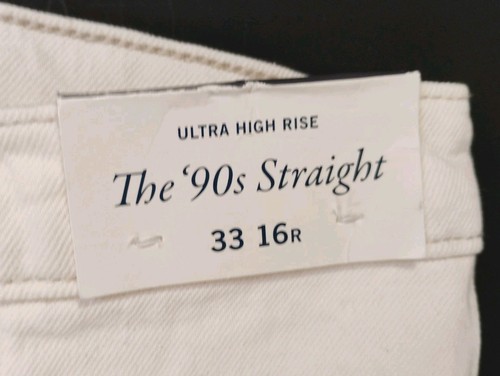 ULTRA HIGH RISE
The ‘90s Straight
33 16R